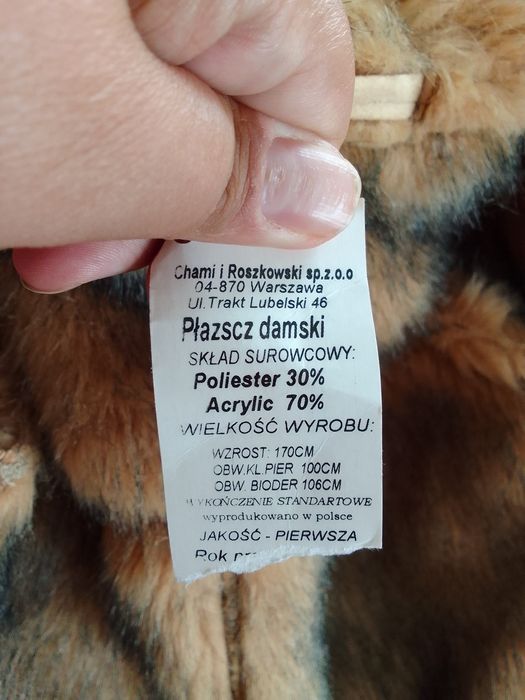 Chami i Roszkowski sp.z.o.o
04-870 Warszawa
Ul.Trakt Lubelski 46
Płazscz damski
SKŁAD SUROWCOWY:
Poliester 30%
Acrylic 70%
WIELKOŚĆ WYROBU:
WZROST: 170CM
OBW.KL.PIER 100CM
OBW. BIODER 106CM
WYKOŃCZENIE STANDARTOWE
wyprodukowano w polsce
JAKOŚĆ - PIERWSZA
Rok